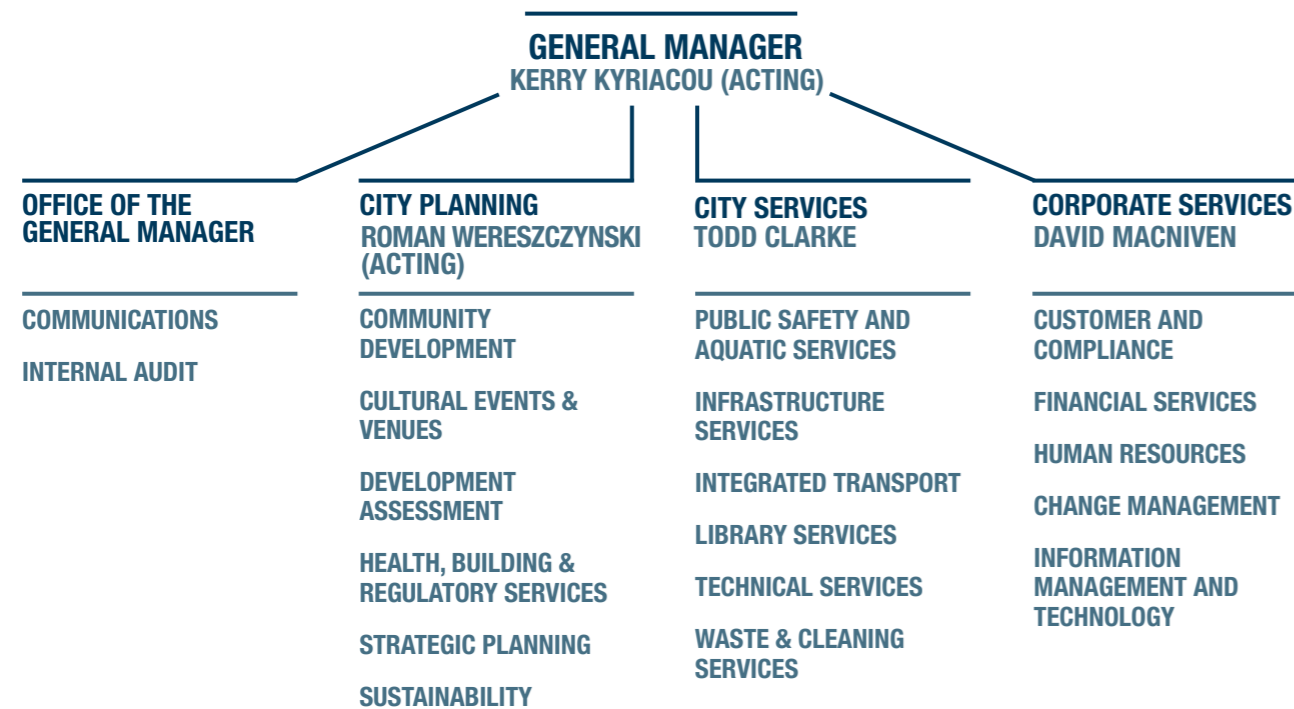 GENERAL MANAGER
KERRY KYRIACOU (ACTING)
OFFICE OF THE
GENERAL MANAGER
COMMUNICATIONS
INTERNAL AUDIT
CITY PLANNING
ROMAN WERESZCZYNSKI
(ACTING)
COMMUNITY
DEVELOPMENT
CULTURAL EVENTS &
VENUES
DEVELOPMENT
ASSESSMENT
HEALTH, BUILDING &
REGULATORY SERVICES
STRATEGIC PLANNING
SUSTAINABILITY
CITY SERVICES
TODD CLARKE
PUBLIC SAFETY AND
AQUATIC SERVICES
INFRASTRUCTURE
SERVICES
INTEGRATED TRANSPORT
LIBRARY SERVICES
TECHNICAL SERVICES
WASTE & CLEANING
SERVICES
CORPORATE SERVICES
DAVID MACNIVEN
CUSTOMER AND
COMPLIANCE
FINANCIAL SERVICES
HUMAN RESOURCES
CHANGE MANAGEMENT
INFORMATION
MANAGEMENT AND
TECHNOLOGY